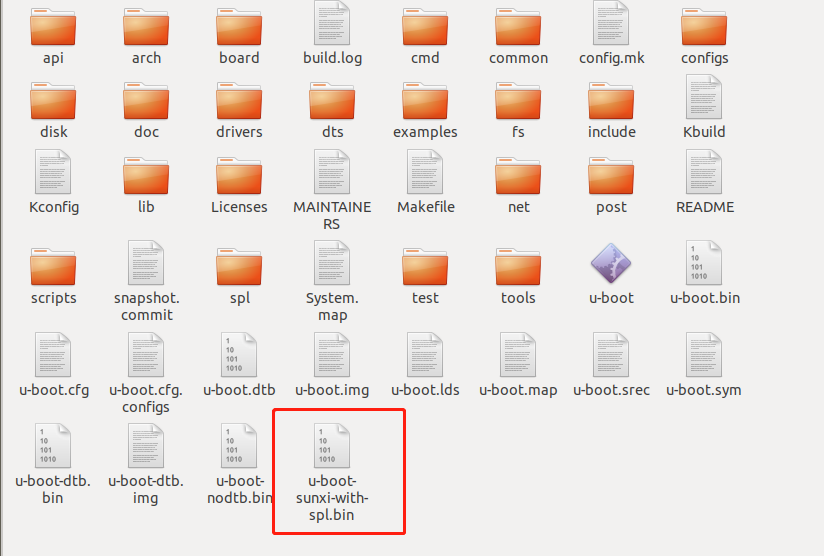 api arch board build.log cmd common config.mk configs
disk doc drivers dts examples fs include Kbuild
Kconfig lib Licenses MAINTAINE
RS Makefile net post README
scripts snapshot.
commit spl System.
map test tools u-boot u-boot.bin
u-boot.cfg u-boot.cfg.
configs u-boot.dtb u-boot.img u-boot.lds u-boot.map u-boot.srec u-boot.sym
u-boot-dtb.
bin u-boot-dtb.
img u-boot-
nodtb.bin u-boot-
sunxi-with-
spl.bin